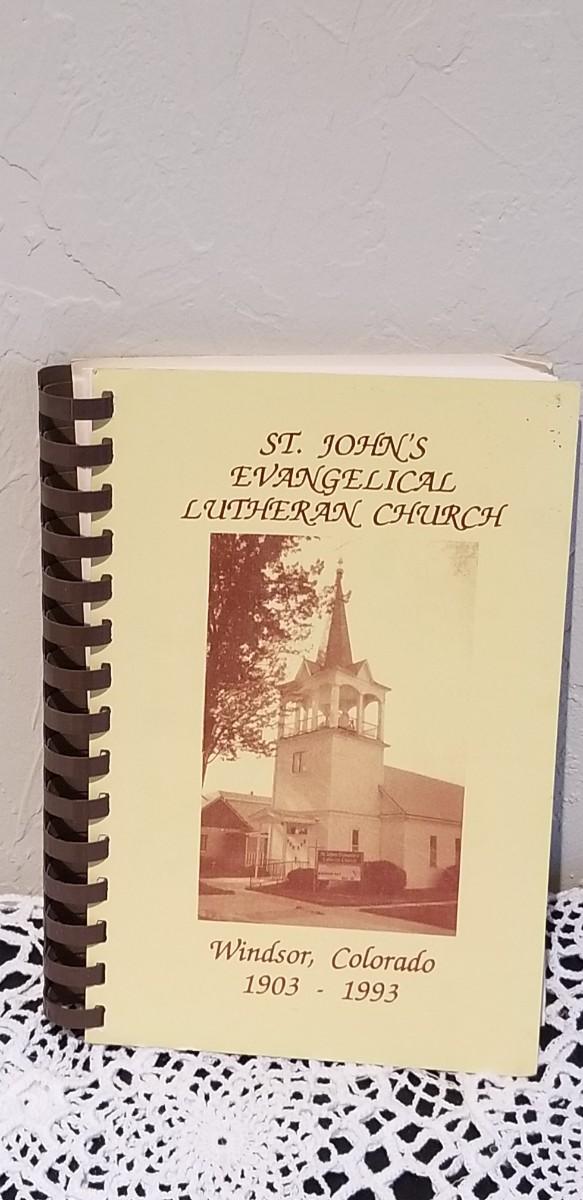 ST. JOHN'S
EVANGELICAL
LUTHERAN CHURCH
Windsor, Colorado
1903 - 1993